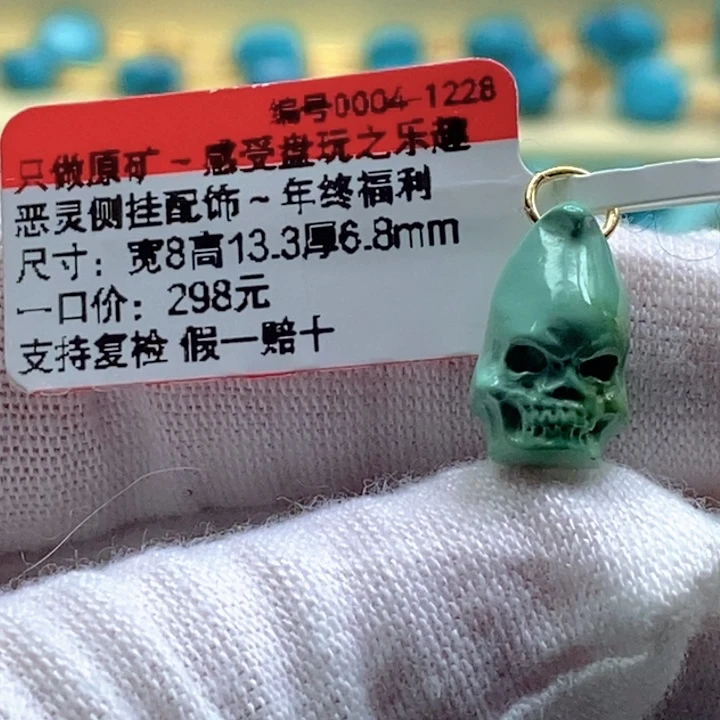 编号0004-1228
只做原矿~感受盘玩之乐趣
恶灵侧挂配饰~年终福利
尺寸：宽8高13.3厚6.8mm
一口价：298元
支持复检 假一赔十